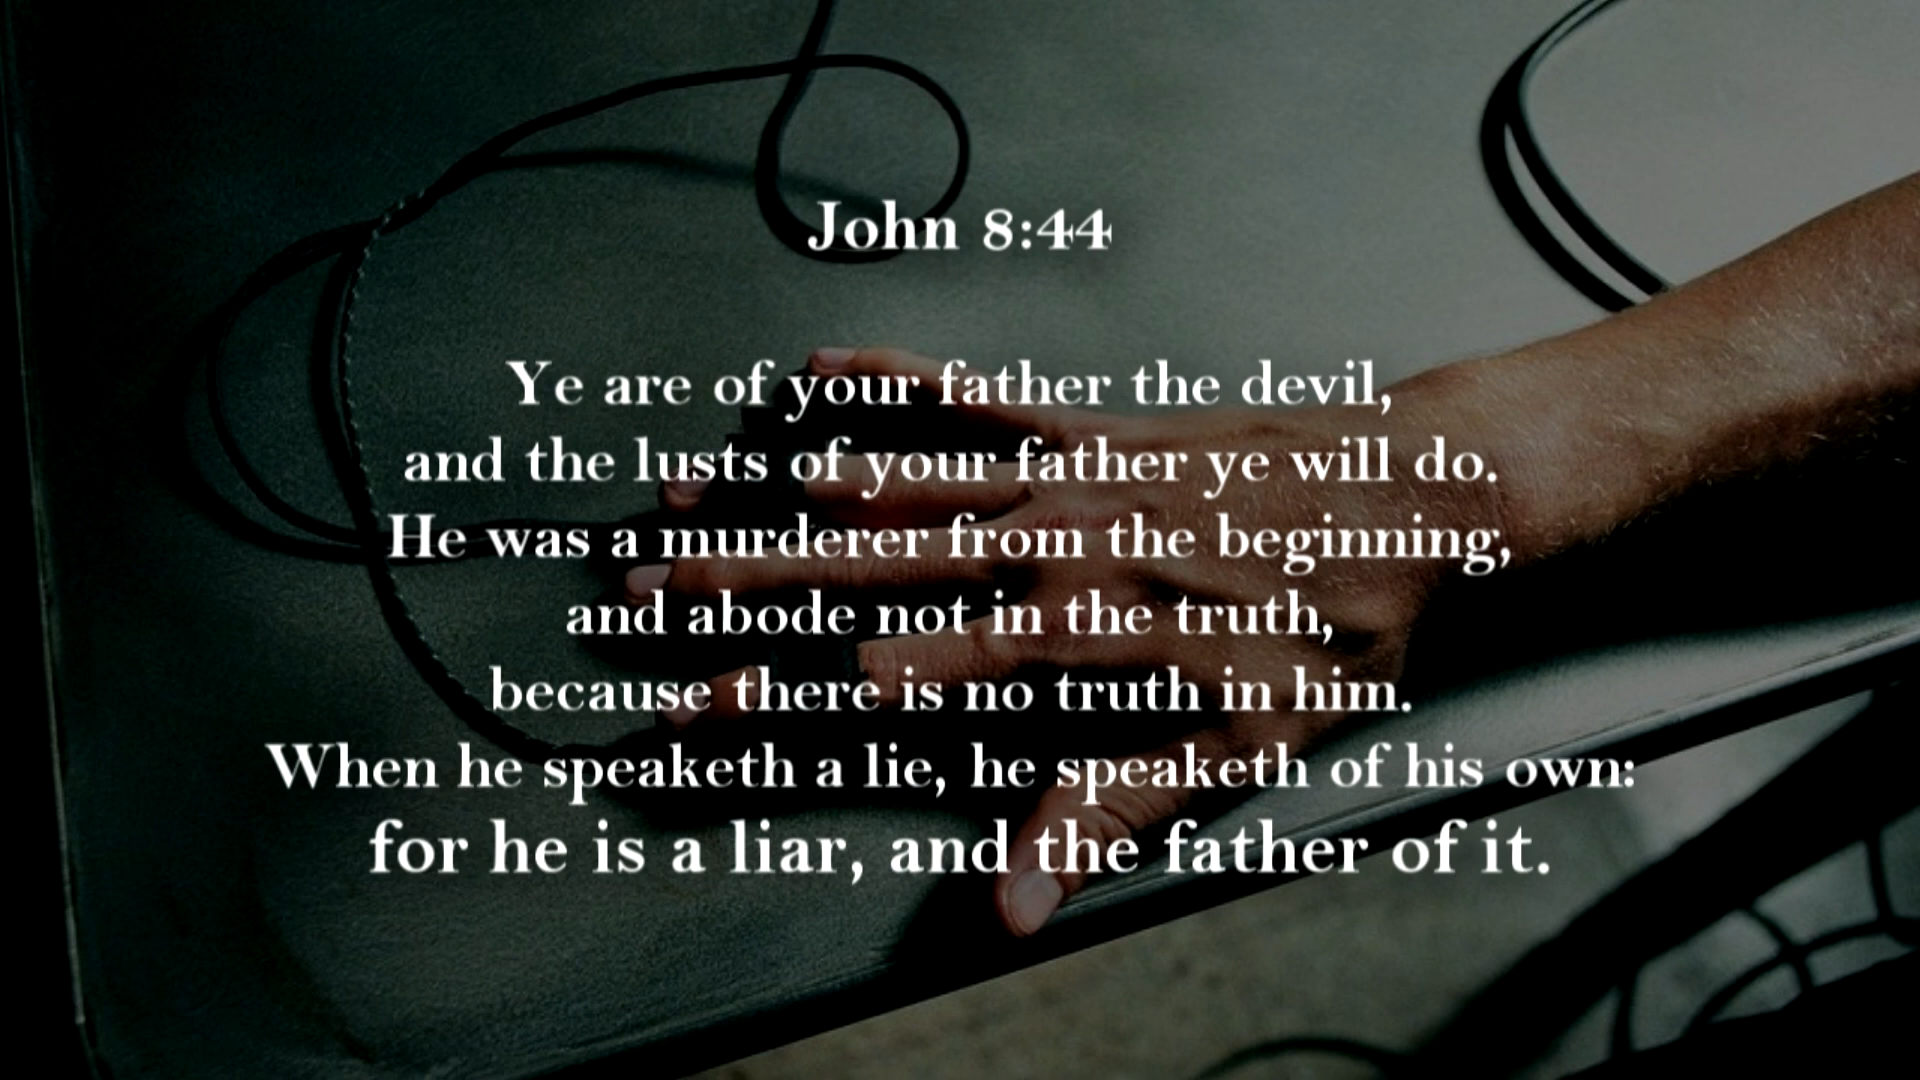 John 8:44
Ye are of your father the devil,
and the lusts of your father ye will do.
He was a murderer from the beginning,
and abode not in the truth,
because there is no truth in him.
When he speaketh a lie, he speaketh of his own:
for he is a liar, and the father of it.